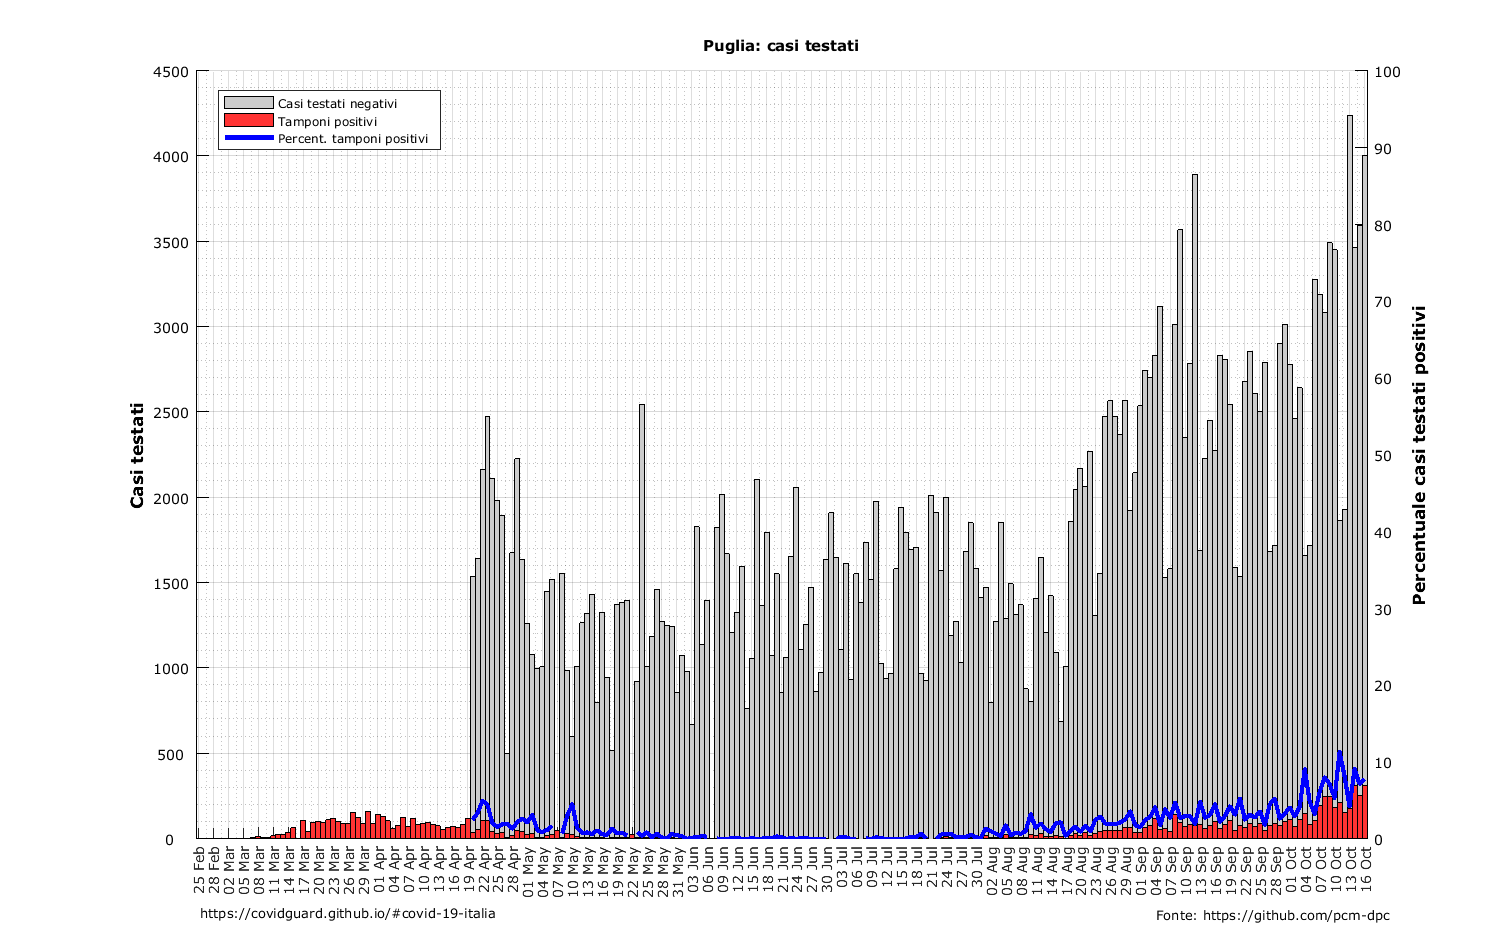 Puglia: casi testati
Casi testati negativi
Tamponi positivi
Percent. tamponi positivi
Casi testati
4500
4000
3500
3000
2500
2000
1500
1000
500
0
Percentuale casi testati positivi
100
90
80
70
60
50
40
30
20
10
0
25 Feb
28 Feb
02 Mar
05 Mar
08 Mar
11 Mar
14 Mar
17 Mar
20 Mar
23 Mar
26 Mar
29 Mar
01 Apr
04 Apr
07 Apr
10 Apr
13 Apr
16 Apr
19 Apr
22 Apr
25 Apr
28 Apr
01 May
04 May
07 May
10 May
13 May
16 May
19 May
22 May
25 May
28 May
31 May
03 Jun
06 Jun
09 Jun
12 Jun
15 Jun
18 Jun
21 Jun
24 Jun
27 Jun
30 Jun
03 Jul
06 Jul
09 Jul
12 Jul
15 Jul
18 Jul
21 Jul
24 Jul
27 Jul
30 Jul
02 Aug
05 Aug
08 Aug
11 Aug
14 Aug
17 Aug
20 Aug
23 Aug
26 Aug
29 Aug
01 Sep
04 Sep
07 Sep
10 Sep
13 Sep
16 Sep
19 Sep
22 Sep
25 Sep
28 Sep
01 Oct
04 Oct
07 Oct
10 Oct
13 Oct
16 Oct
https://covidguard.github.io/#covid-19-italia
Fonte: https://github.com/pcm-dpc